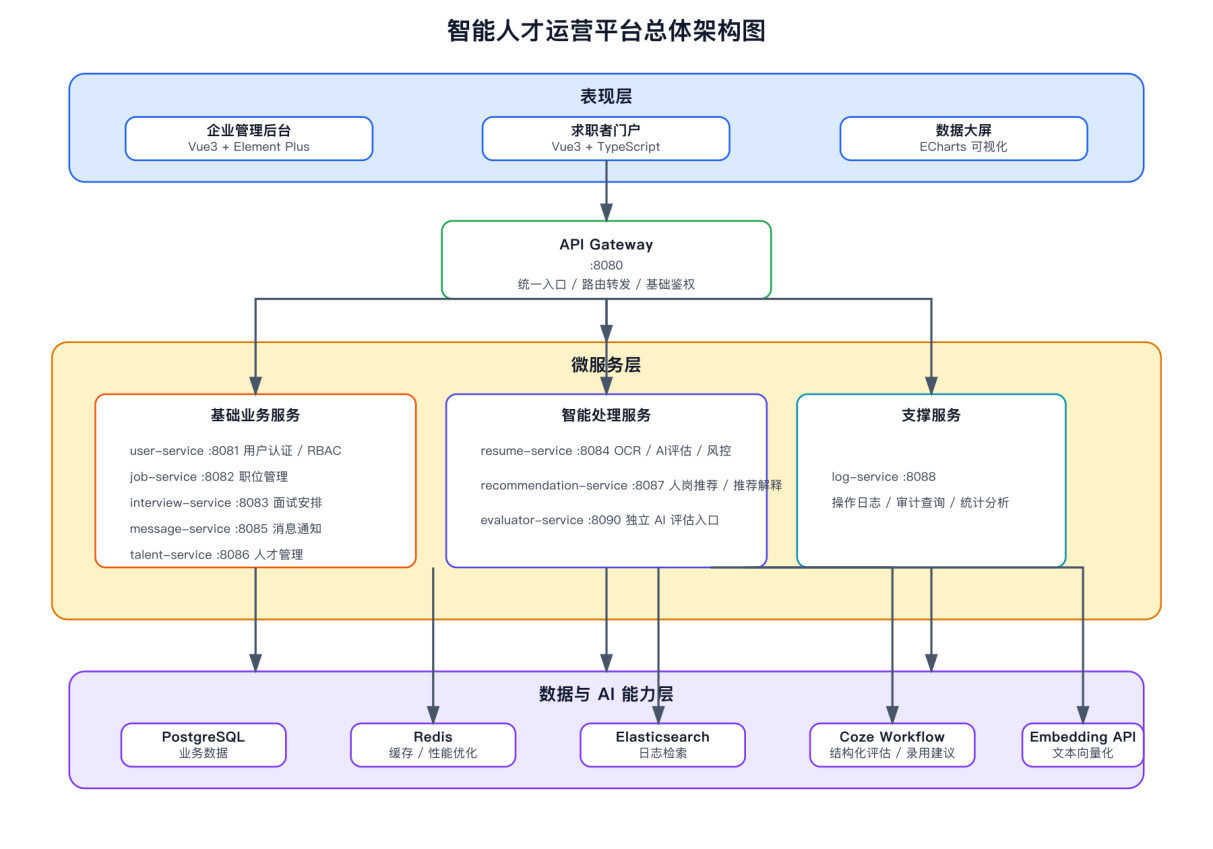 智能人才运营平台总体架构图
表现层
企业管理后台
Vue3 + Element Plus
求职者门户
Vue3 + TypeScript
数据大屏
ECharts 可视化
API Gateway
:8080
统一入口 / 路由转发 / 基础鉴权
微服务层
基础业务服务
user-service :8081 用户认证 / RBAC
job-service :8082 职位管理
interview-service :8083 面试安排
message-service :8085 消息通知
talent-service :8086 人才管理
智能处理服务
resume-service :8084 OCR / AI评估 / 风控
recommendation-service :8087 人岗推荐 / 推荐解释
evaluator-service :8090 独立 AI 评估入口
支撑服务
log-service :8088
操作日志 / 审计查询 / 统计分析
数据与 AI 能力层
PostgreSQL
业务数据
Redis
缓存 / 性能优化
Elasticsearch
日志检索
Coze Workflow
结构化评估 / 录用建议
Embedding API
文本向量化